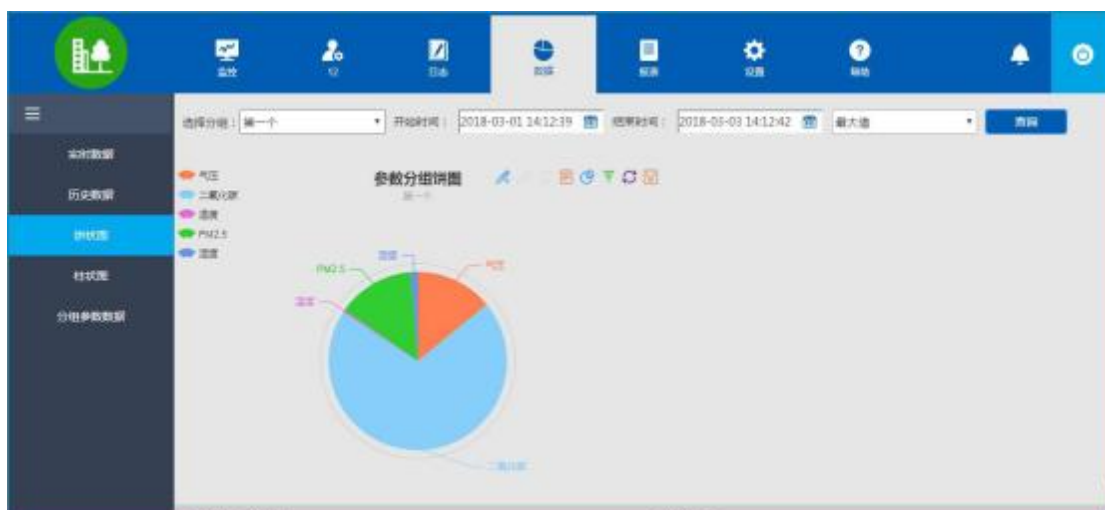 监控
日志
数据
报表
设置
帮助
选择分组：第一个
开始时间：
2018-03-01 14:12:39
结束时间：
2018-03-03 14:12:42
最大值
查询
实时数据
历史数据
饼状图
柱状图
分组参数数据
气压
二氧化碳
温度
PM2.5
湿度
参数分组饼图
第一个
湿度
气压
PM2.5
温度
二氧化碳